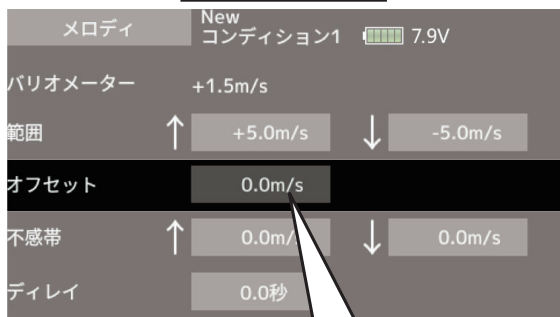 メロディ
New
コンディション1 7.9V
バリオメーター +1.5m/s
範囲 ↑ +5.0m/s ↓ -5.0m/s
オフセット 0.0m/s
不感帯 ↑ 0.0m/ ↓ 0.0m/s
ディレイ 0.0秒